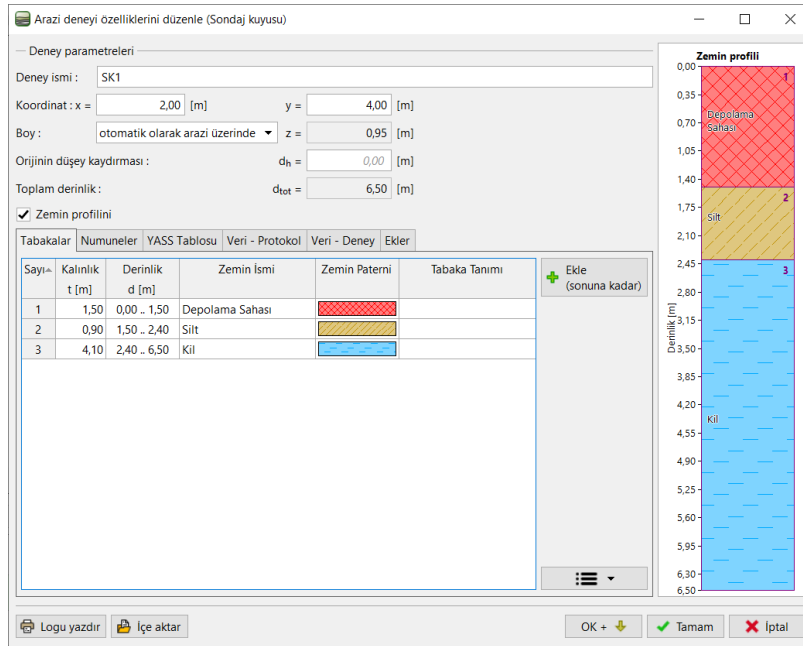 Arazi deneyi özelliklerini düzenle (Sondaj kuyusu)
Deney parametreleri
Deney ismi : SK1
Koordinat : x = 2,00 [m] y = 4,00 [m]
Boy : otomatik olarak arazi üzerinde z = 0,95 [m]
Orijinin düşey kaydırması : dh = 0,00 [m]
Toplam derinlik : dtot = 6,50 [m]
Zemin profilini
Tabakalar Numuneler YASS Tablosu Veri - Protokol Veri - Deney Ekler
Sayı Kalınlık Derinlik Zemin İsmi Zemin Paterni Tabaka Tanımı
t [m] d [m]
1 1,50 0,00 .. 1,50 Depolama Sahası
2 0,90 1,50 .. 2,40 Silt
3 4,10 2,40 .. 6,50 Kil
Ekle
(sonuna kadar)
Zemin profili
0,00
1
0,35
0,70
Depolama
Sahası
1,05
1,40
1,75
2
Silt
2,10
2,45
3
2,80
3,15
Derinlik [m]
3,50
3,85
4,20
Kil
4,55
4,90
5,25
5,60
5,95
6,30
6,50
Logu yazdır İçe aktar OK + Tamam İptal